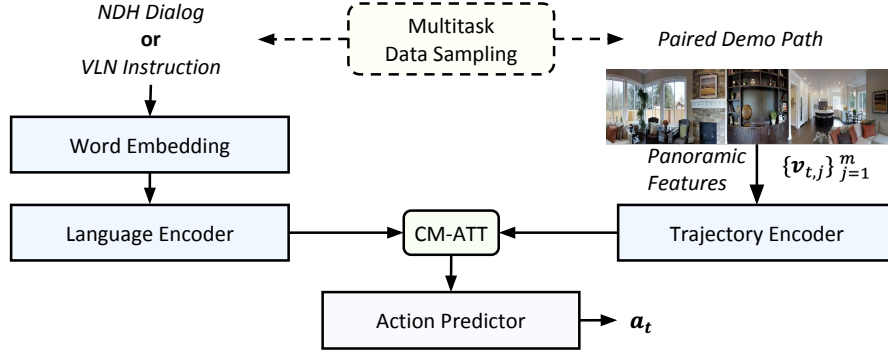 NDH Dialog
or
VLN Instruction
Multitask
Data Sampling
Paired Demo Path
Word Embedding
Panoramic
Features
{v_{t,j}}_{j=1}^{m}
Language Encoder
CM-ATT
Trajectory Encoder
Action Predictor
a_t